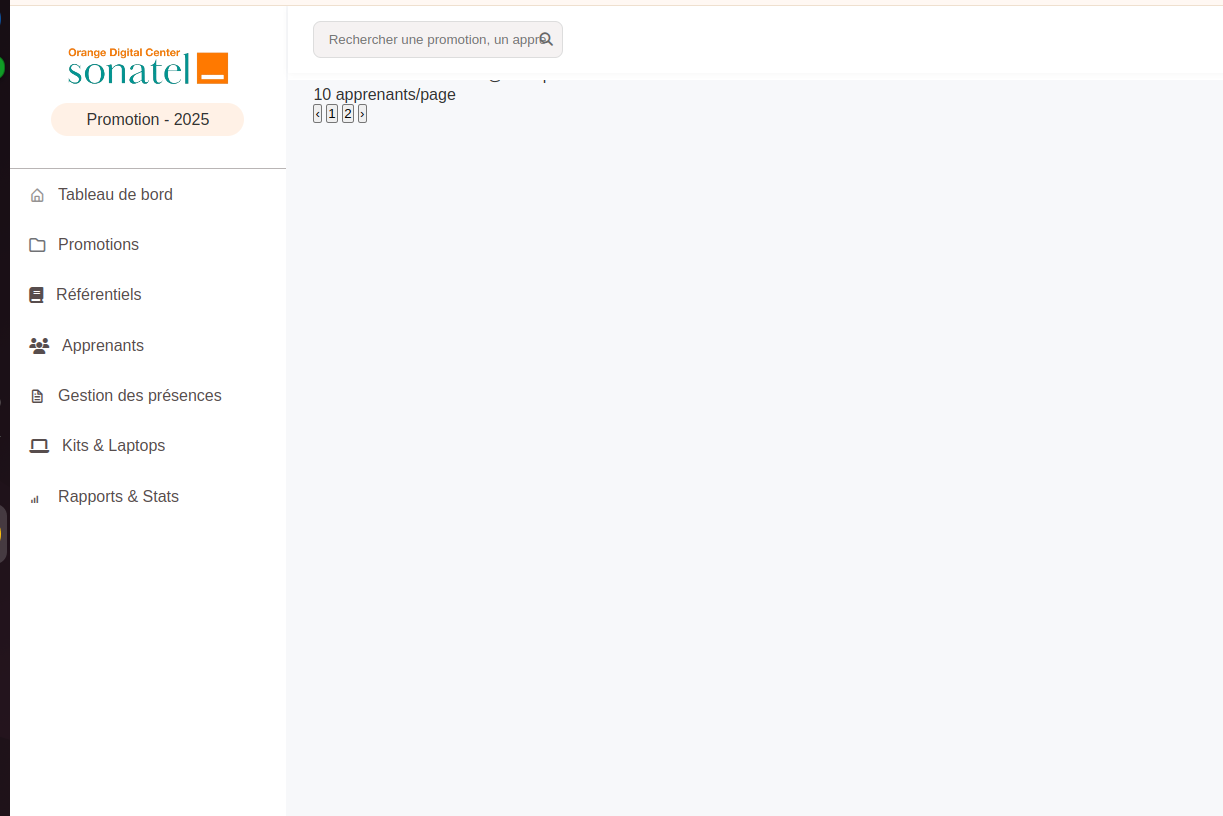 Orange Digital Center
sonatel
Promotion - 2025
Tableau de bord
Promotions
Référentiels
Apprenants
Gestion des présences
Kits & Laptops
Rapports & Stats
Rechercher une promotion, un appre
10 apprenants/page
‹ 1 2 ›